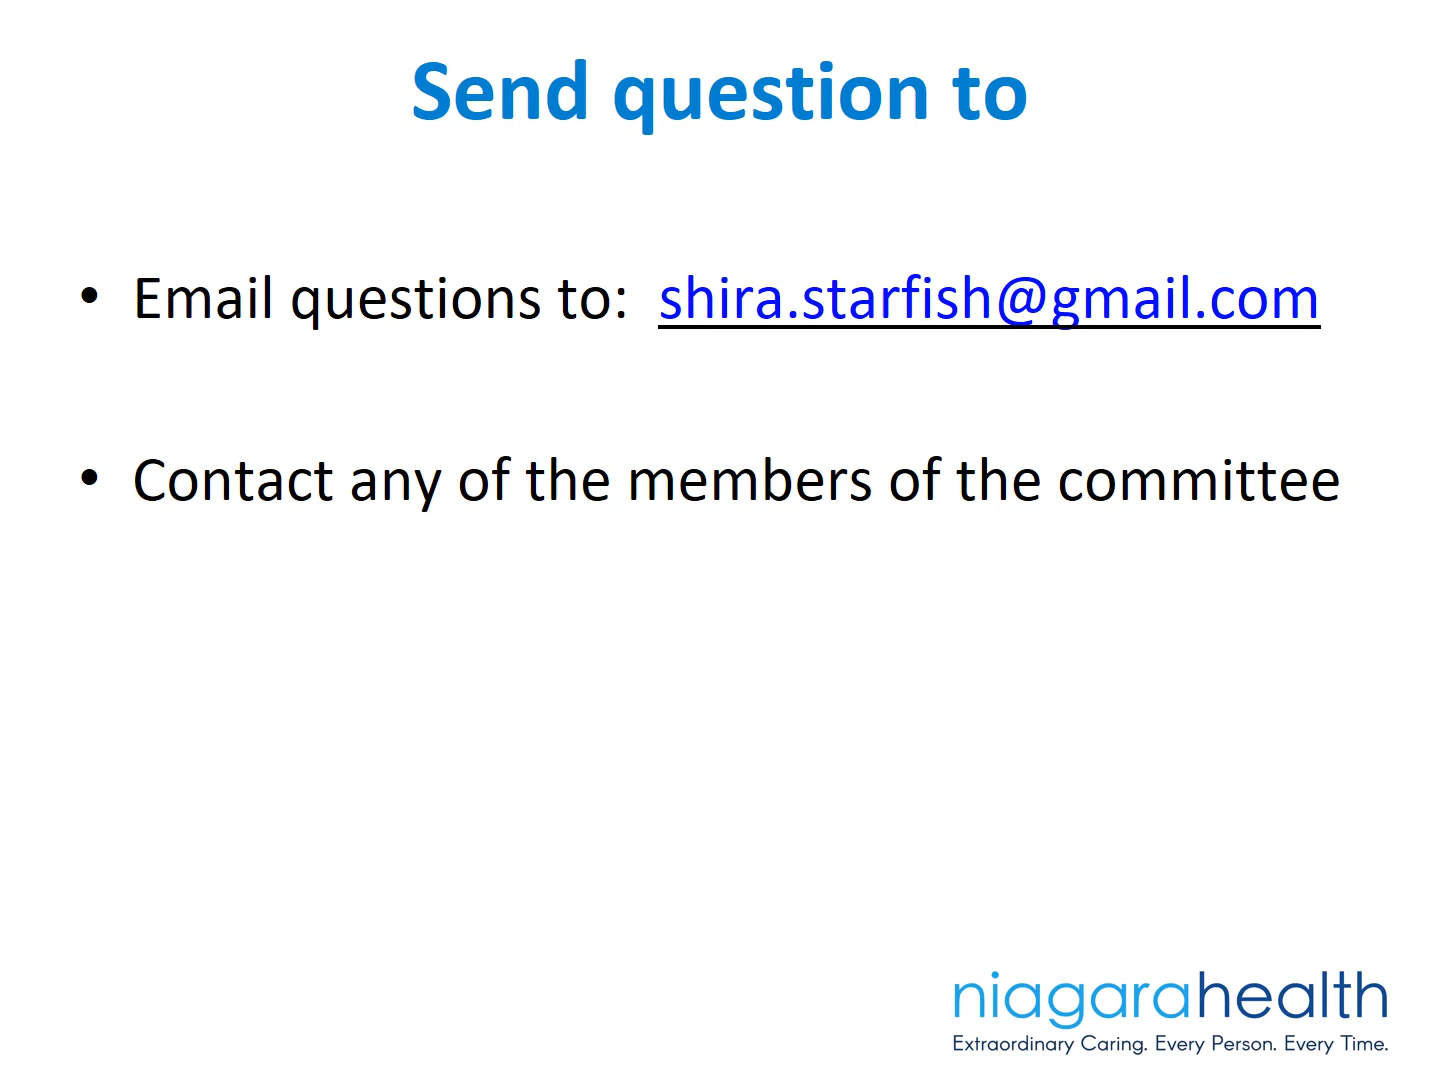 Send question to
• Email questions to: shira.starfish@gmail.com
• Contact any of the members of the committee
niagarahealth
Extraordinary Caring. Every Person. Every Time.